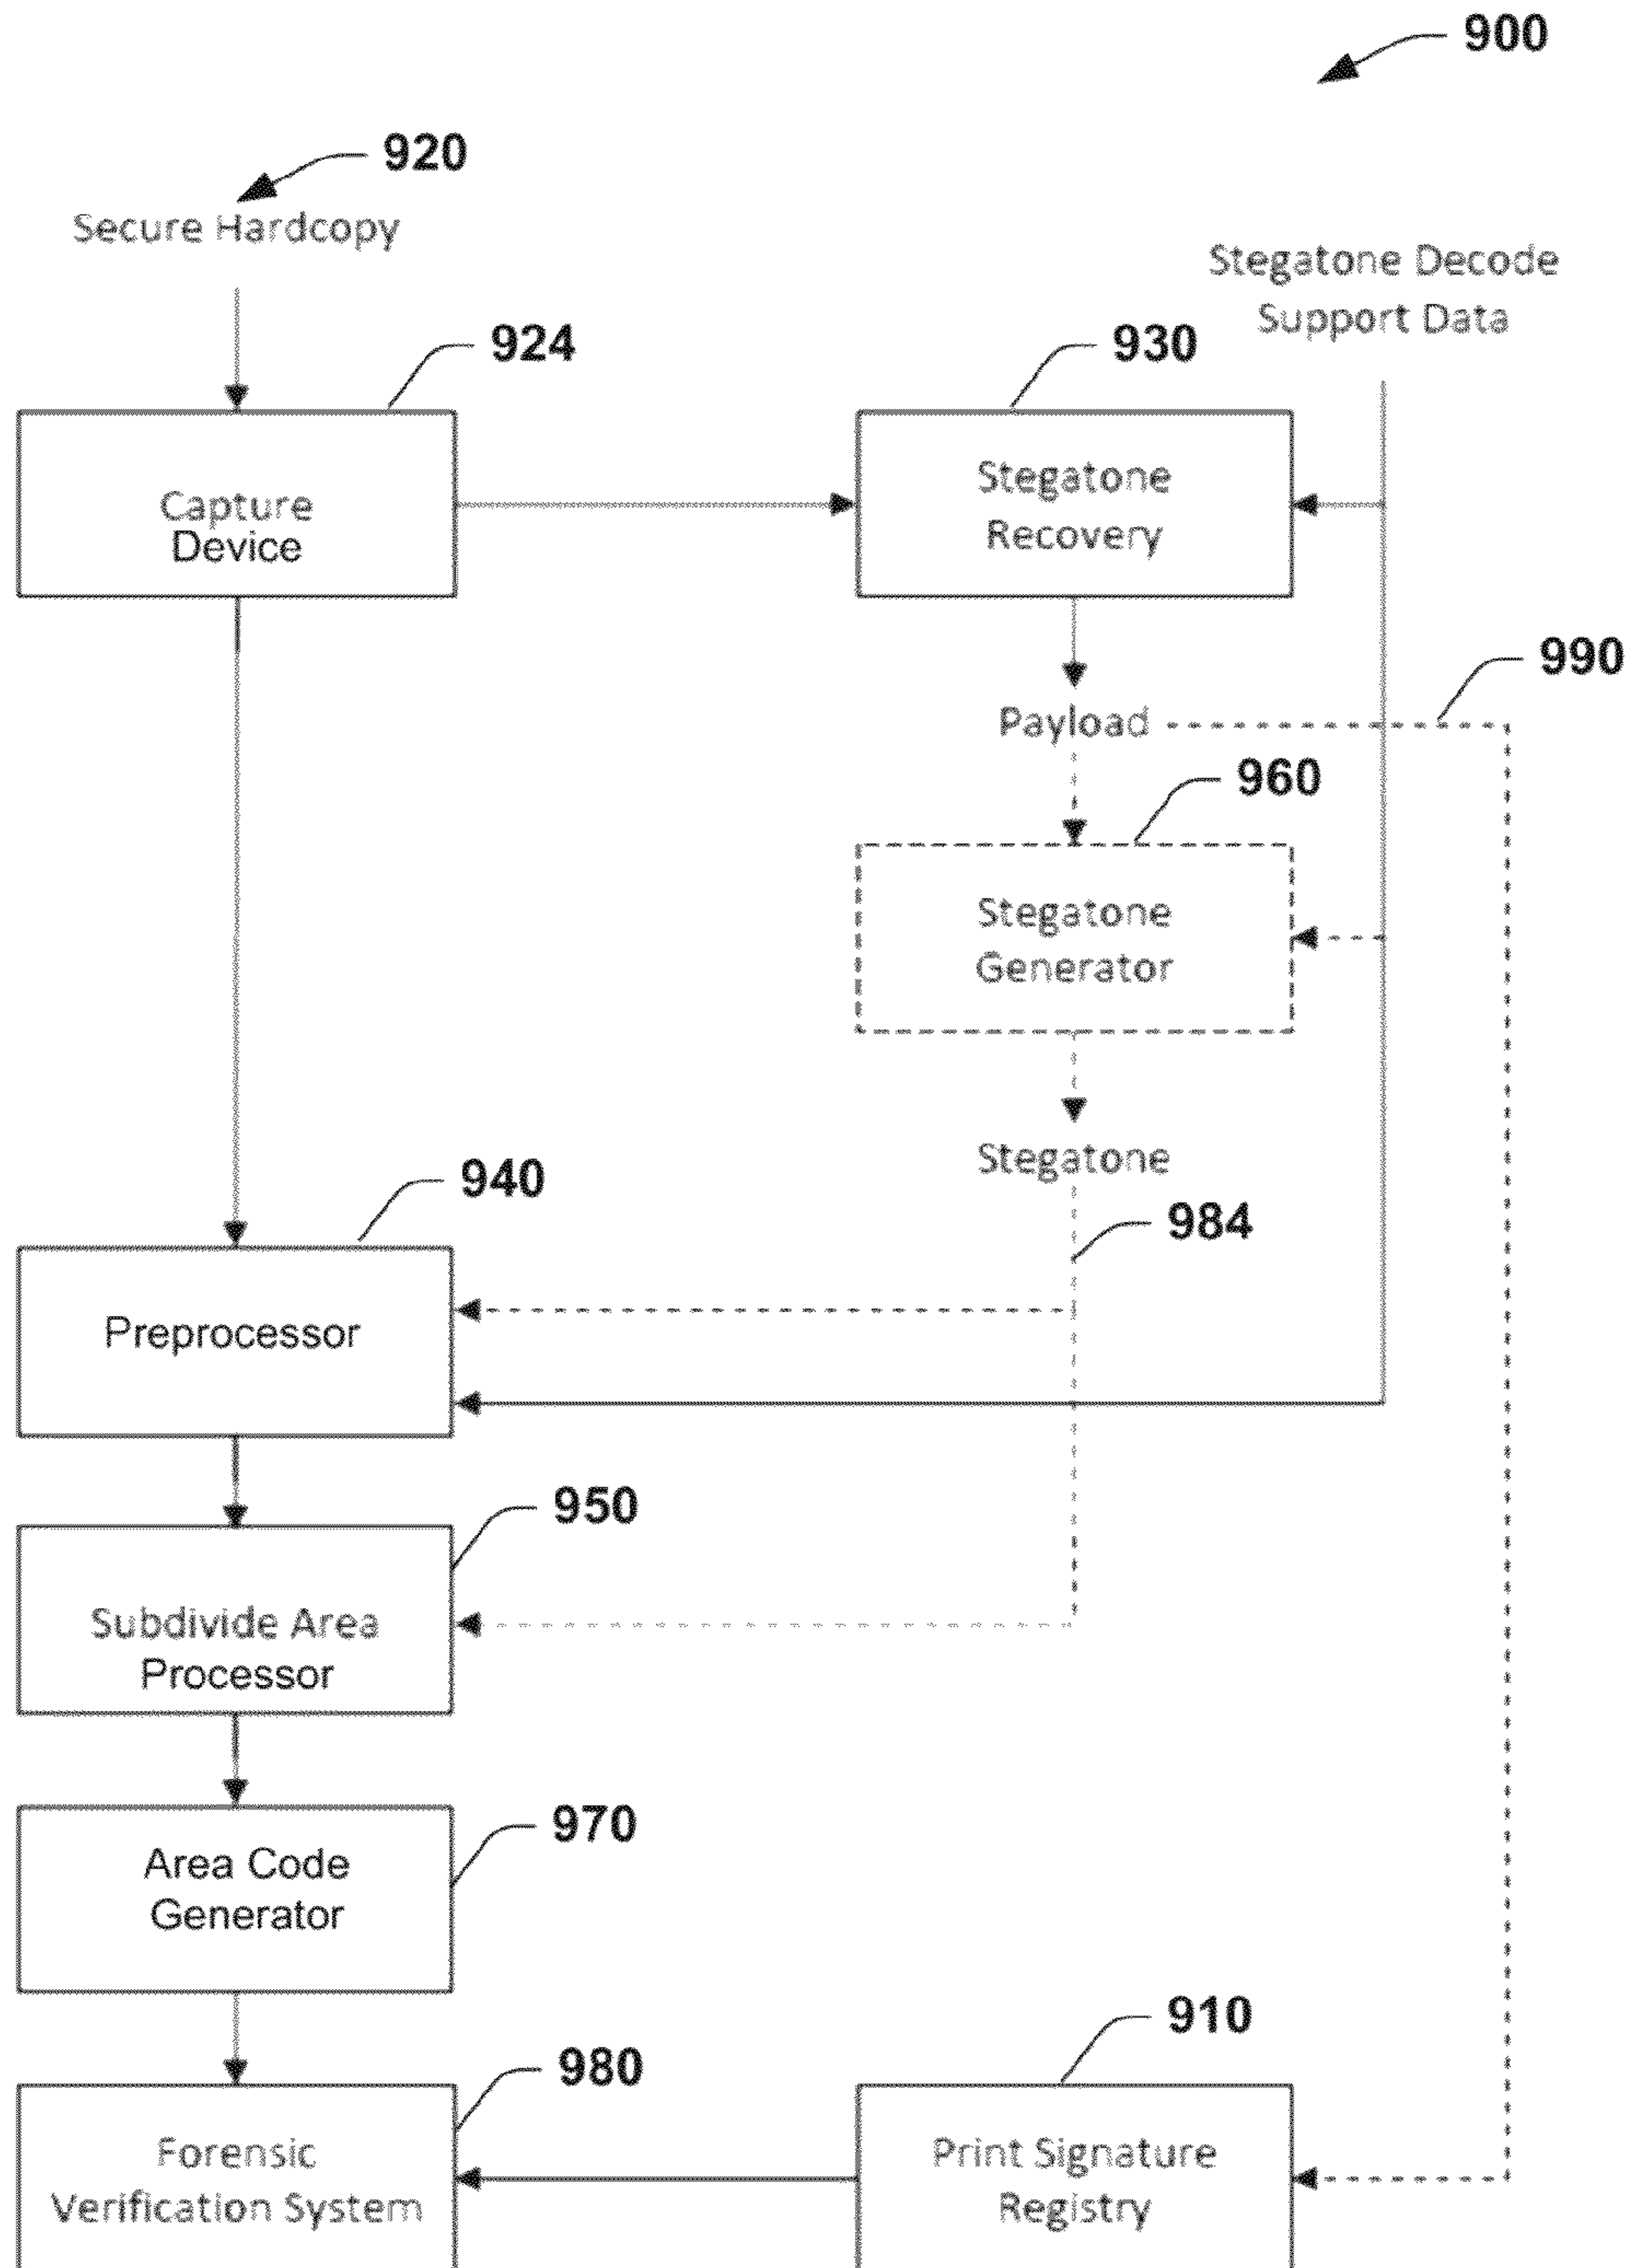 900
920
Secure Hardcopy
Stegatone Decode
Support Data
924
930
Capture
Device
Stegatone
Recovery
990
Payload
960
Stegatone
Generator
Stegatone
940
984
Preprocessor
950
Subdivide Area
Processor
970
Area Code
Generator
910
980
Forensic
Verification System
Print Signature
Registry